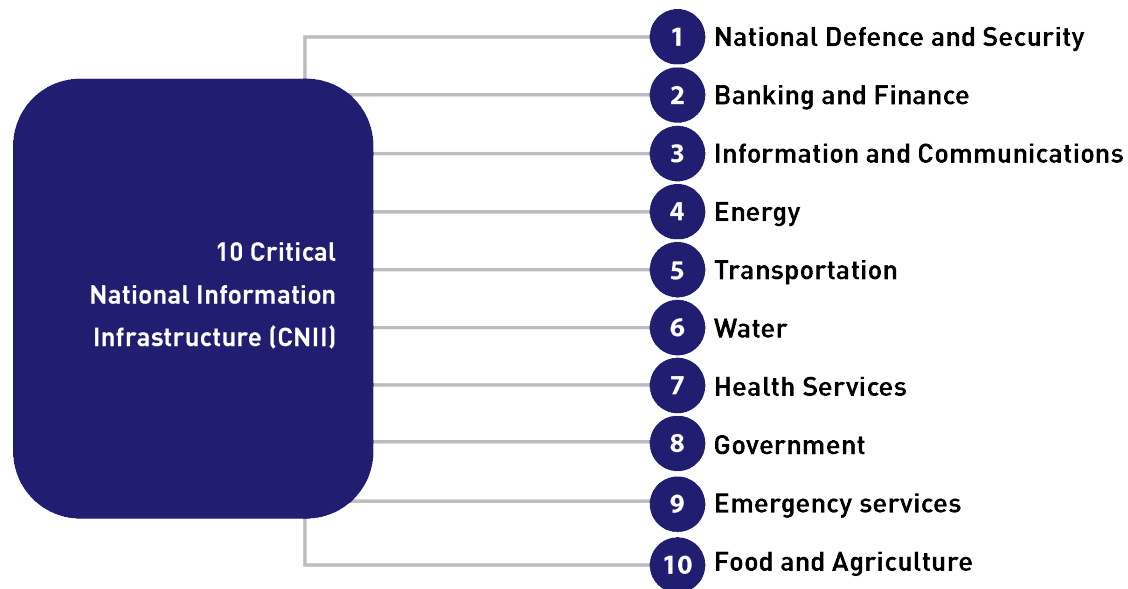 10 Critical
National Information
Infrastructure (CNII)
1 National Defence and Security
2 Banking and Finance
3 Information and Communications
4 Energy
5 Transportation
6 Water
7 Health Services
8 Government
9 Emergency services
10 Food and Agriculture